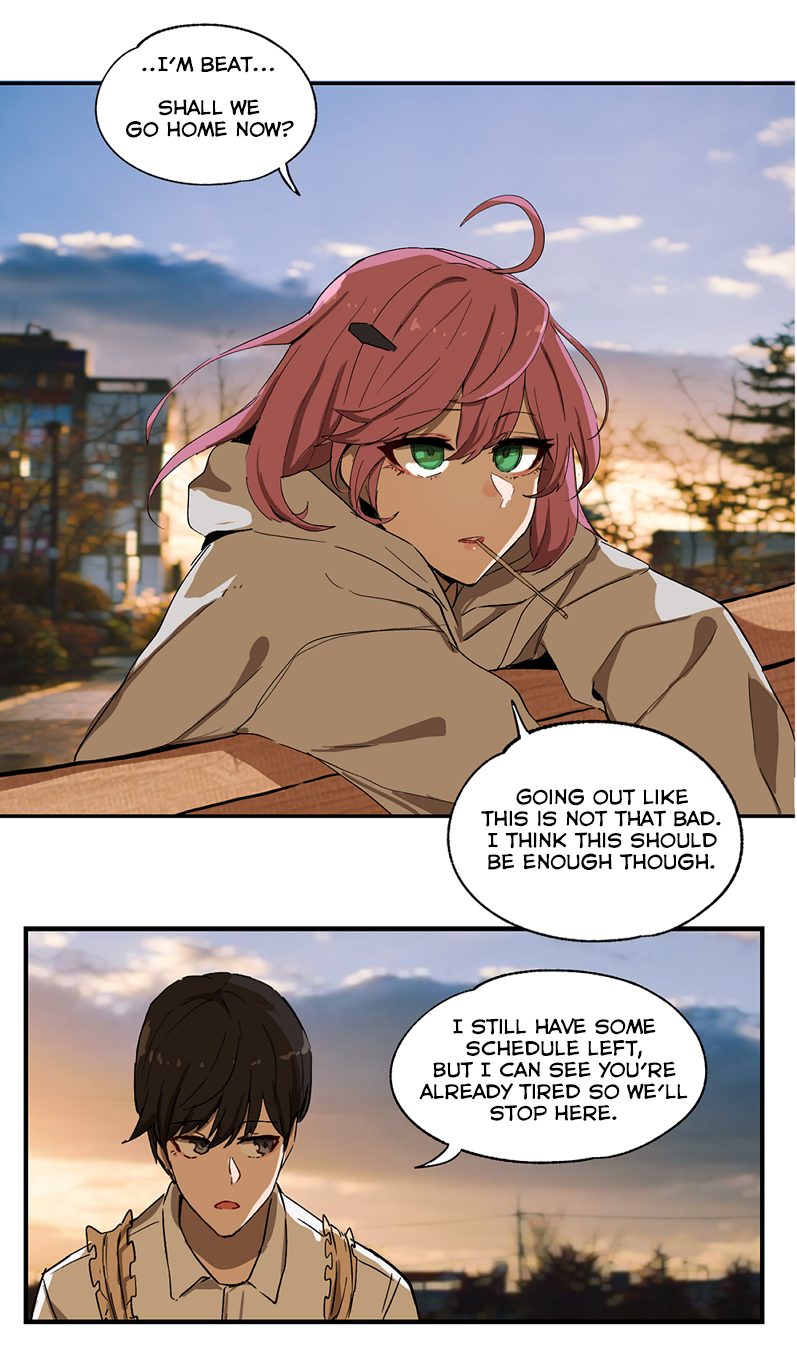 ..I'M BEAT...
SHALL WE
GO HOME NOW?
GOING OUT LIKE
THIS IS NOT THAT BAD.
I THINK THIS SHOULD
BE ENOUGH THOUGH.
I STILL HAVE SOME
SCHEDULE LEFT,
BUT I CAN SEE YOU'RE
ALREADY TIRED SO WE'LL
STOP HERE.